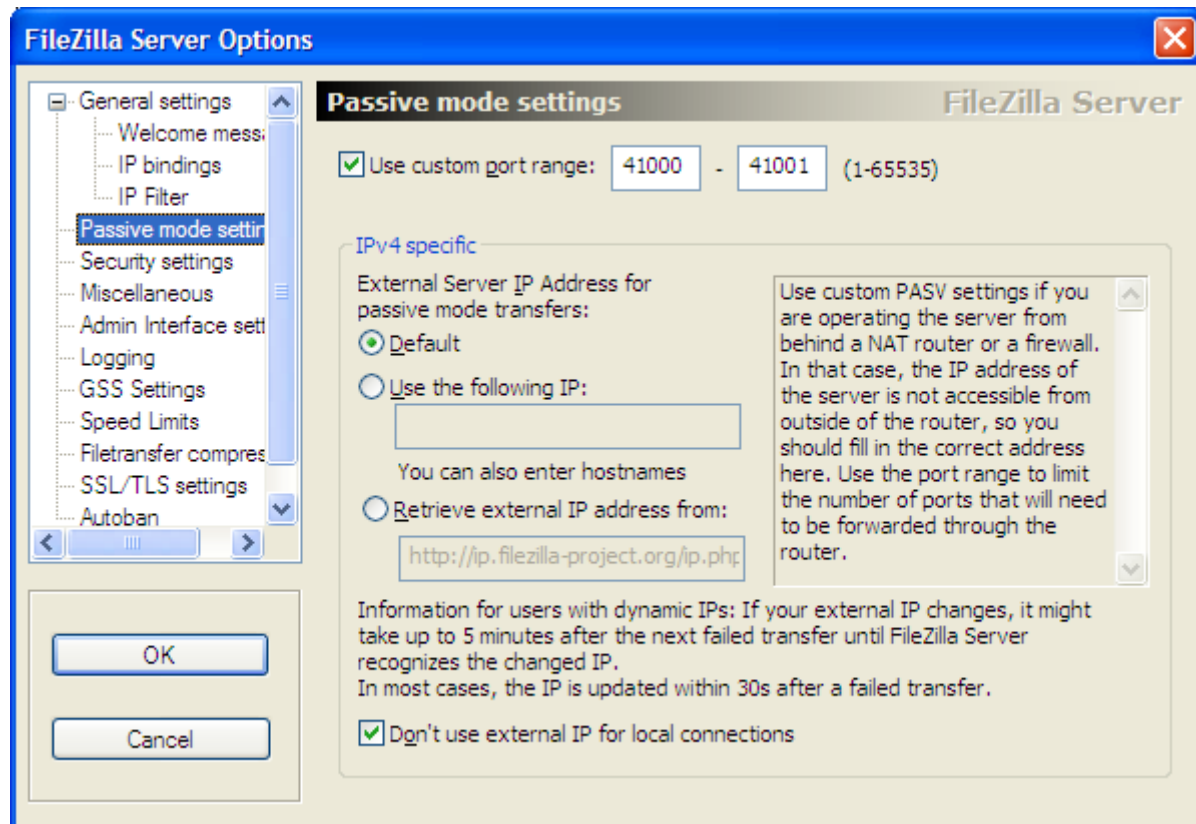 FileZilla Server Options
General settings
Welcome messa
IP bindings
IP Filter
Passive mode settin
Security settings
Miscellaneous
Admin Interface sett
Logging
GSS Settings
Speed Limits
Filetransfer compres
SSL/TLS settings
Autoban
OK
Cancel
Passive mode settings FileZilla Server
Use custom port range: 41000 - 41001 (1-65535)
IPv4 specific
External Server IP Address for
passive mode transfers:
Default
Use the following IP:
You can also enter hostnames
Retrieve external IP address from:
http://ip.filezilla-project.org/ip.php
Use custom PASV settings if you
are operating the server from
behind a NAT router or a firewall.
In that case, the IP address of
the server is not accessible from
outside of the router, so you
should fill in the correct address
here. Use the port range to limit
the number of ports that will need
to be forwarded through the
router.
Information for users with dynamic IPs: If your external IP changes, it might
take up to 5 minutes after the next failed transfer until FileZilla Server
recognizes the changed IP.
In most cases, the IP is updated within 30s after a failed transfer.
Don't use external IP for local connections